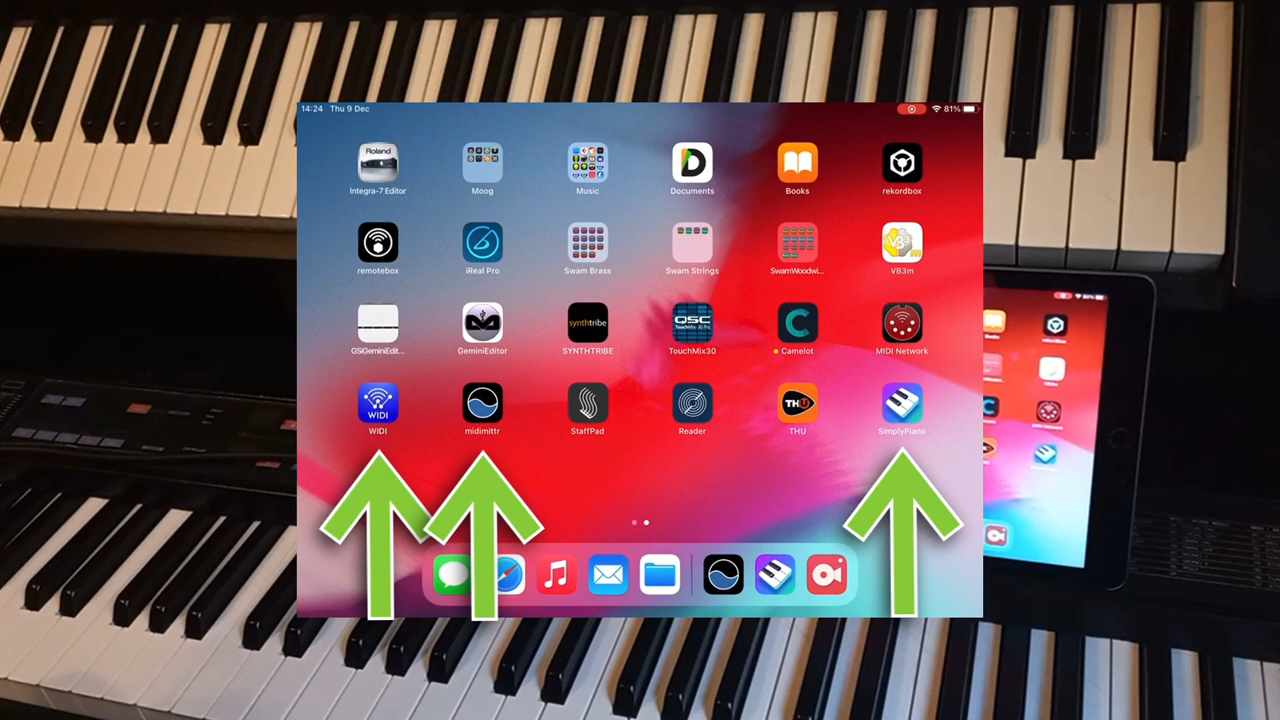 14:24 Thu 9 Dec 81%
Roland
Integra-7 Editor Moog Music Documents Books rekordbox
VB3m
remotebox iReal Pro Swam Brass Swam Strings SwamWoodwi... VB3m
synthtribe QSC
TouchMix-30 Pro
GSiGeminiEdit... GeminiEditor SYNTHTRIBE TouchMix30 Camelot MIDI Network
WIDI THU
WIDI midimittr StaffPad Reader THU SimplyPiano